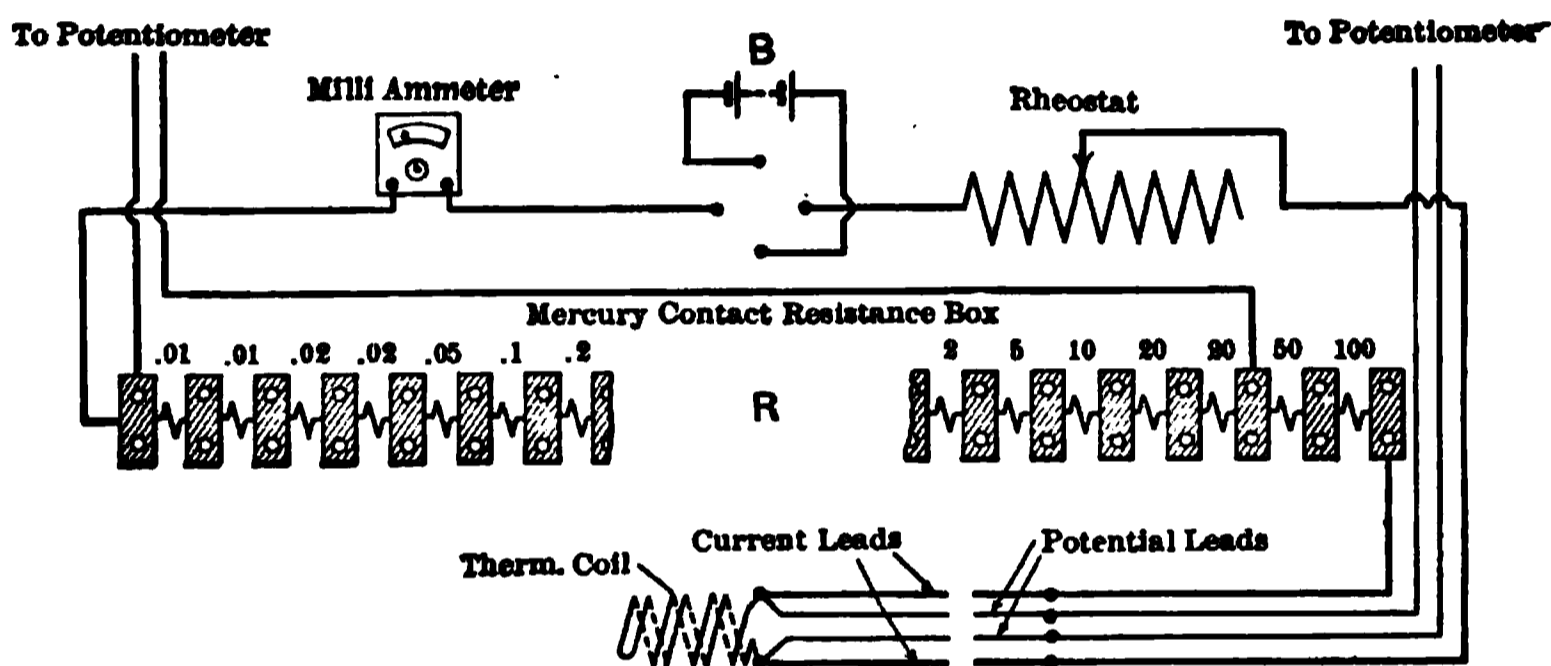 To Potentiometer
To Potentiometer
B
Milli Ammeter
Rheostat
Mercury Contact Resistance Box
.01 .01 .02 .02 .05 .1 .2
2 5 10 20 20 50 100
R
Current Leads
Potential Leads
Therm. Coil